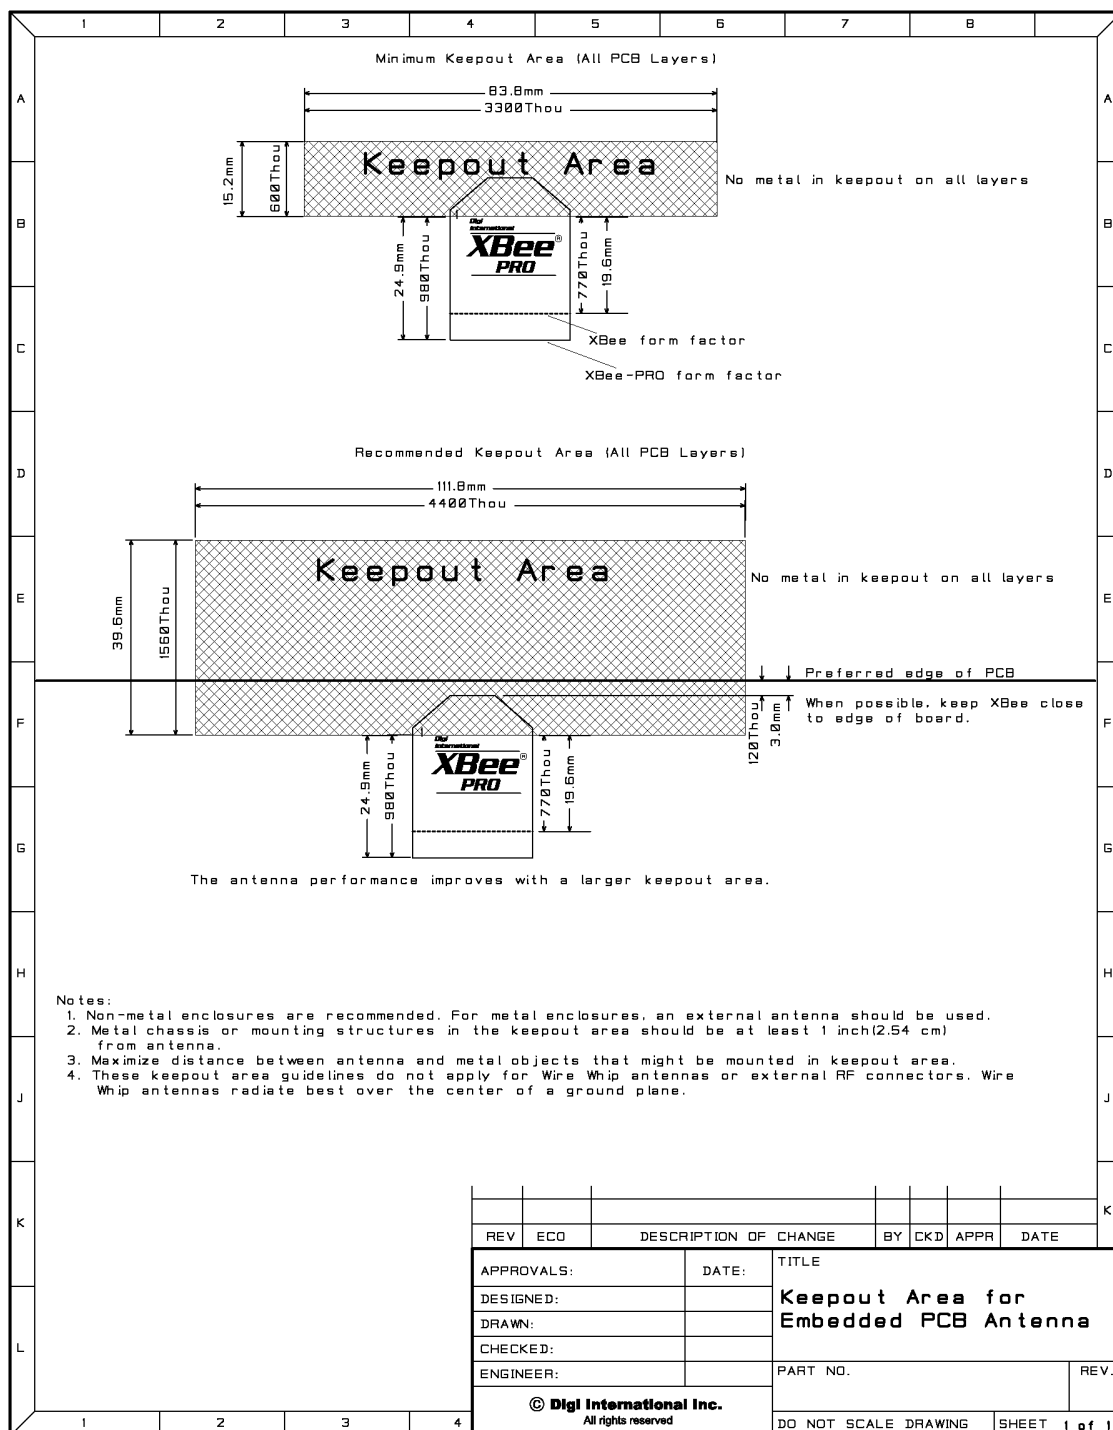 1 2 3 4 5 6 7 8
Minimum Keepout Area (All PCB Layers)
A A
83.8mm
3300Thou
Keepout Area
15.2mm
600Thou
No metal in keepout on all layers
B B
Digi
International
XBee®
PRO
24.9mm
980Thou
770Thou
19.6mm
XBee form factor
C C
XBee-PRO form factor
Recommended Keepout Area (All PCB Layers)
D D
111.8mm
4400Thou
Keepout Area
No metal in keepout on all layers
E E
39.6mm
1560Thou
Preferred edge of PCB
When possible, keep XBee close
to edge of board.
F F
120Thou
3.0mm
Digi
International
XBee®
PRO
24.9mm
980Thou
770Thou
19.6mm
G G
The antenna performance improves with a larger keepout area.
H H
Notes:
1. Non-metal enclosures are recommended. For metal enclosures, an external antenna should be used.
2. Metal chassis or mounting structures in the keepout area should be at least 1 inch(2.54 cm)
from antenna.
3. Maximize distance between antenna and metal objects that might be mounted in keepout area.
4. These keepout area guidelines do not apply for Wire Whip antennas or external RF connectors. Wire
Whip antennas radiate best over the center of a ground plane.
J J
K K
REV ECO DESCRIPTION OF CHANGE BY CKD APPR DATE
APPROVALS: DATE: TITLE
DESIGNED:
Keepout Area for
Embedded PCB Antenna
DRAWN:
L
CHECKED:
ENGINEER: PART NO. REV.
© Digi International Inc.
All rights reserved
DO NOT SCALE DRAWING SHEET 1 of 1
1 2 3 4